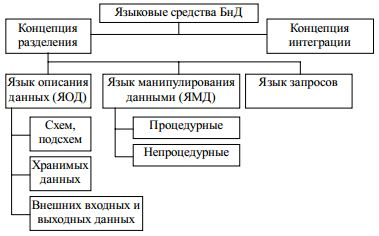 Языковые средства БнД
Концепция
разделения
Концепция
интеграции
Язык описания
данных (ЯОД)
Язык манипулирования
данными (ЯМД)
Язык запросов
Схем,
подсхем
Хранимых
данных
Внешних входных и
выходных данных
Процедурные
Непроцедурные